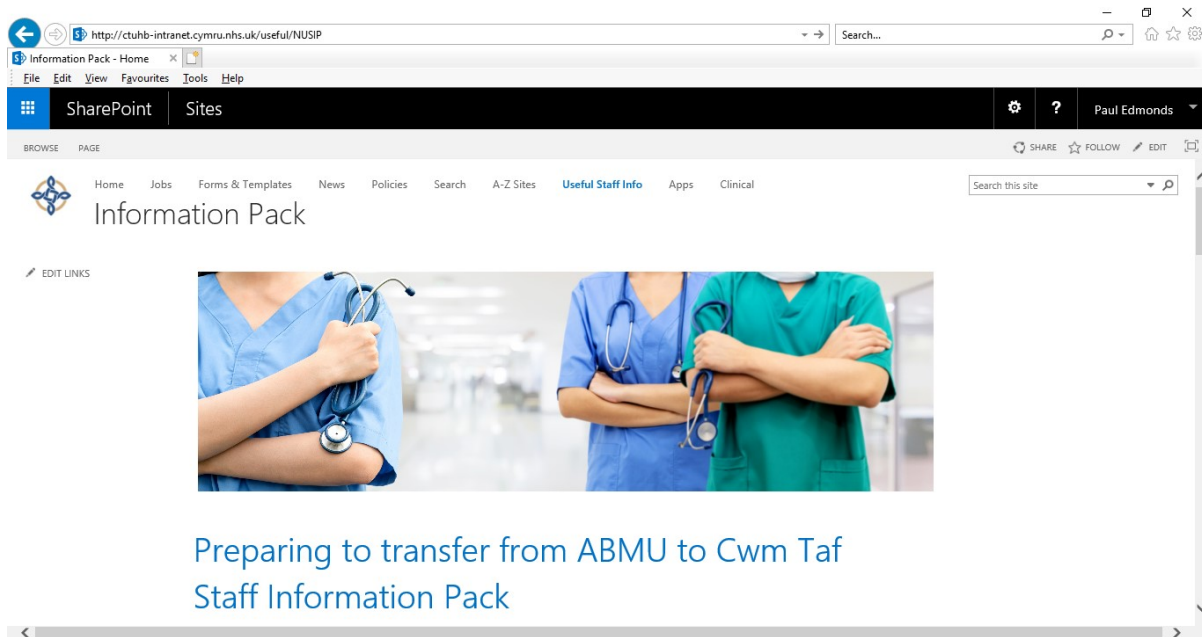 http://ctuhb-intranet.cymru.nhs.uk/useful/NUSIP
Search...
Information Pack - Home
File Edit View Favourites Tools Help
SharePoint Sites ? Paul Edmonds
BROWSE PAGE SHARE FOLLOW EDIT
Home Jobs Forms & Templates News Policies Search A-Z Sites Useful Staff Info Apps Clinical
Search this site
Information Pack
EDIT LINKS
Preparing to transfer from ABMU to Cwm Taf
Staff Information Pack